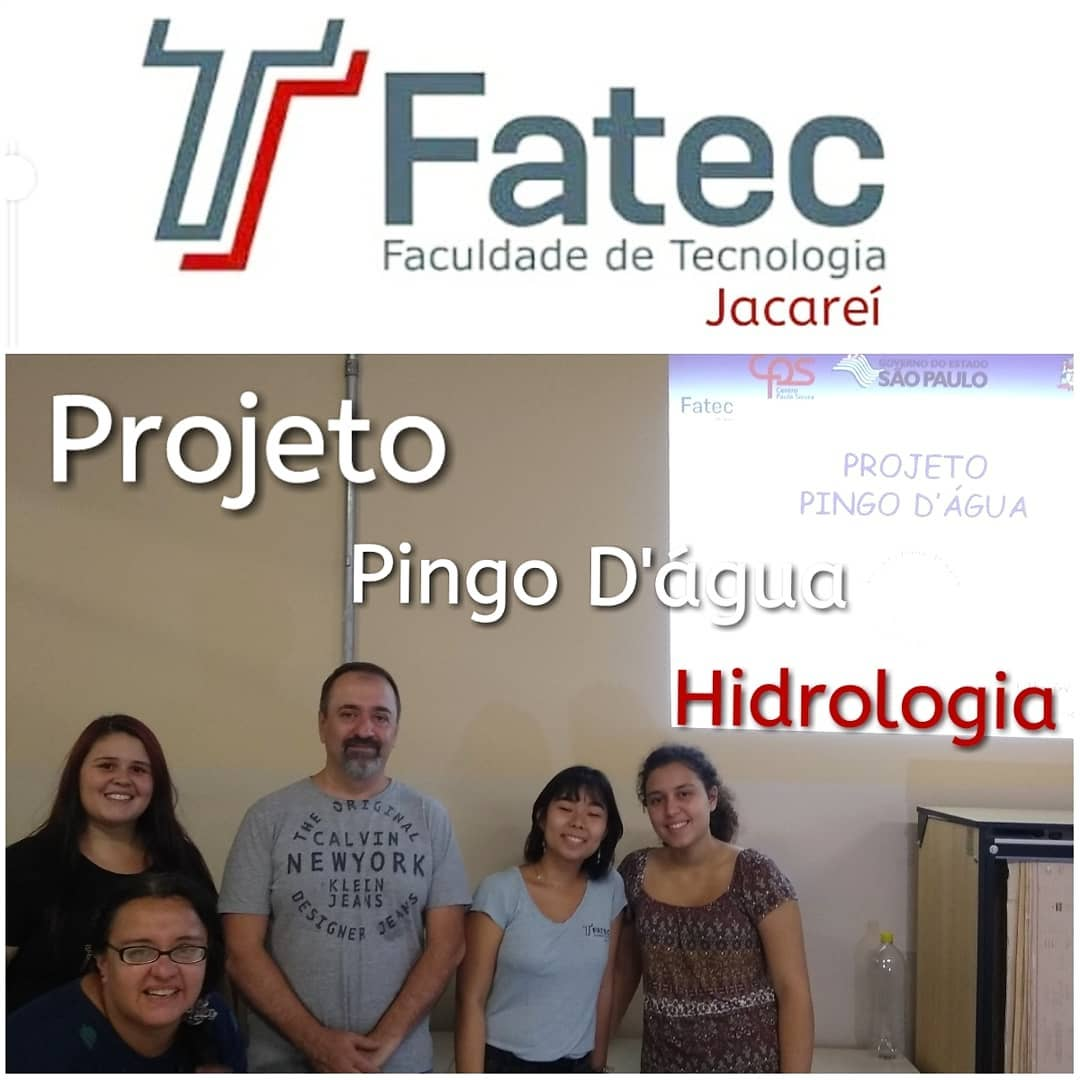 Fatec
Faculdade de Tecnologia
Jacareí
Projeto
Pingo D'água
Hidrologia
cps
Centro
Paula Souza
GOVERNO DO ESTADO
SÃO PAULO
Fatec
PROJETO
PINGO D'ÁGUA
THE ORIGINAL
CALVIN
NEWYORK
KLEIN
JEANS
DESIGNER JEANS
FATEC